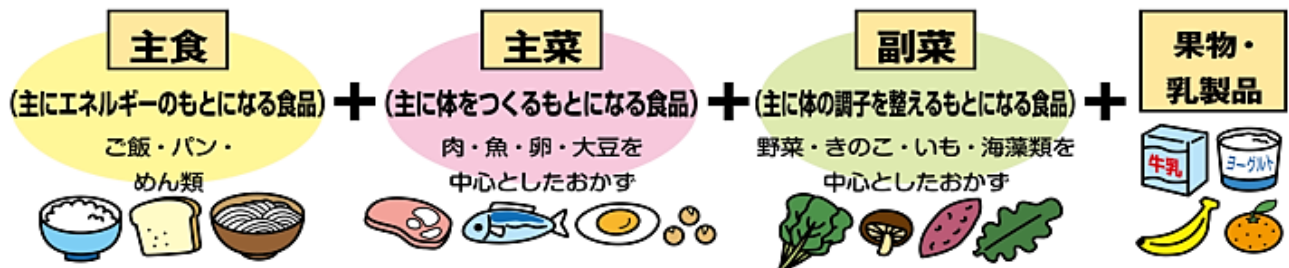 主食
(主にエネルギーのもとになる食品)
ご飯・パン・
めん類
+
主菜
(主に体をつくるもとになる食品)
肉・魚・卵・大豆を
中心としたおかず
+
副菜
(主に体の調子を整えるもとになる食品)
野菜・きのこ・いも・海藻類を
中心としたおかず
+
果物・
乳製品
牛乳
ヨーグルト